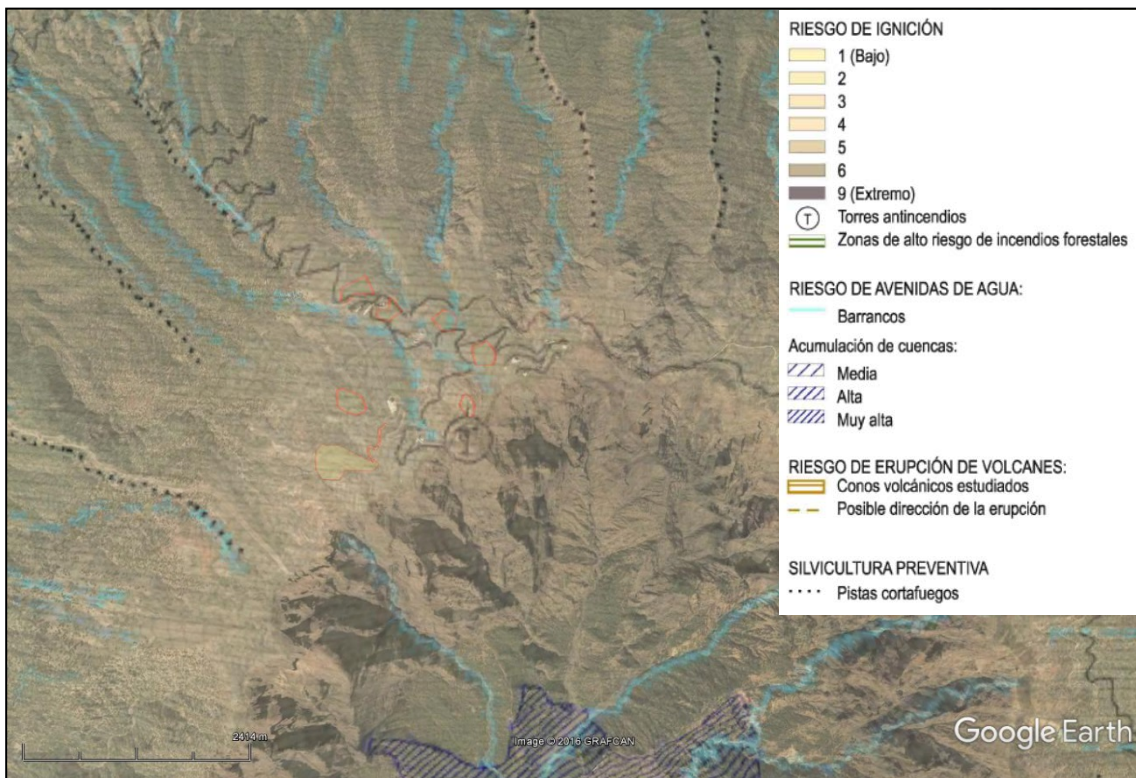 RIESGO DE IGNICIÓN
1 (Bajo)
2
3
4
5
6
9 (Extremo)
T Torres antincendios
Zonas de alto riesgo de incendios forestales
RIESGO DE AVENIDAS DE AGUA:
Barrancos
Acumulación de cuencas:
Media
Alta
Muy alta
RIESGO DE ERUPCIÓN DE VOLCANES:
Conos volcánicos estudiados
Posible dirección de la erupción
SILVICULTURA PREVENTIVA
Pistas cortafuegos
T
2414 m
Image © 2016 GRAFCAN
Google Earth